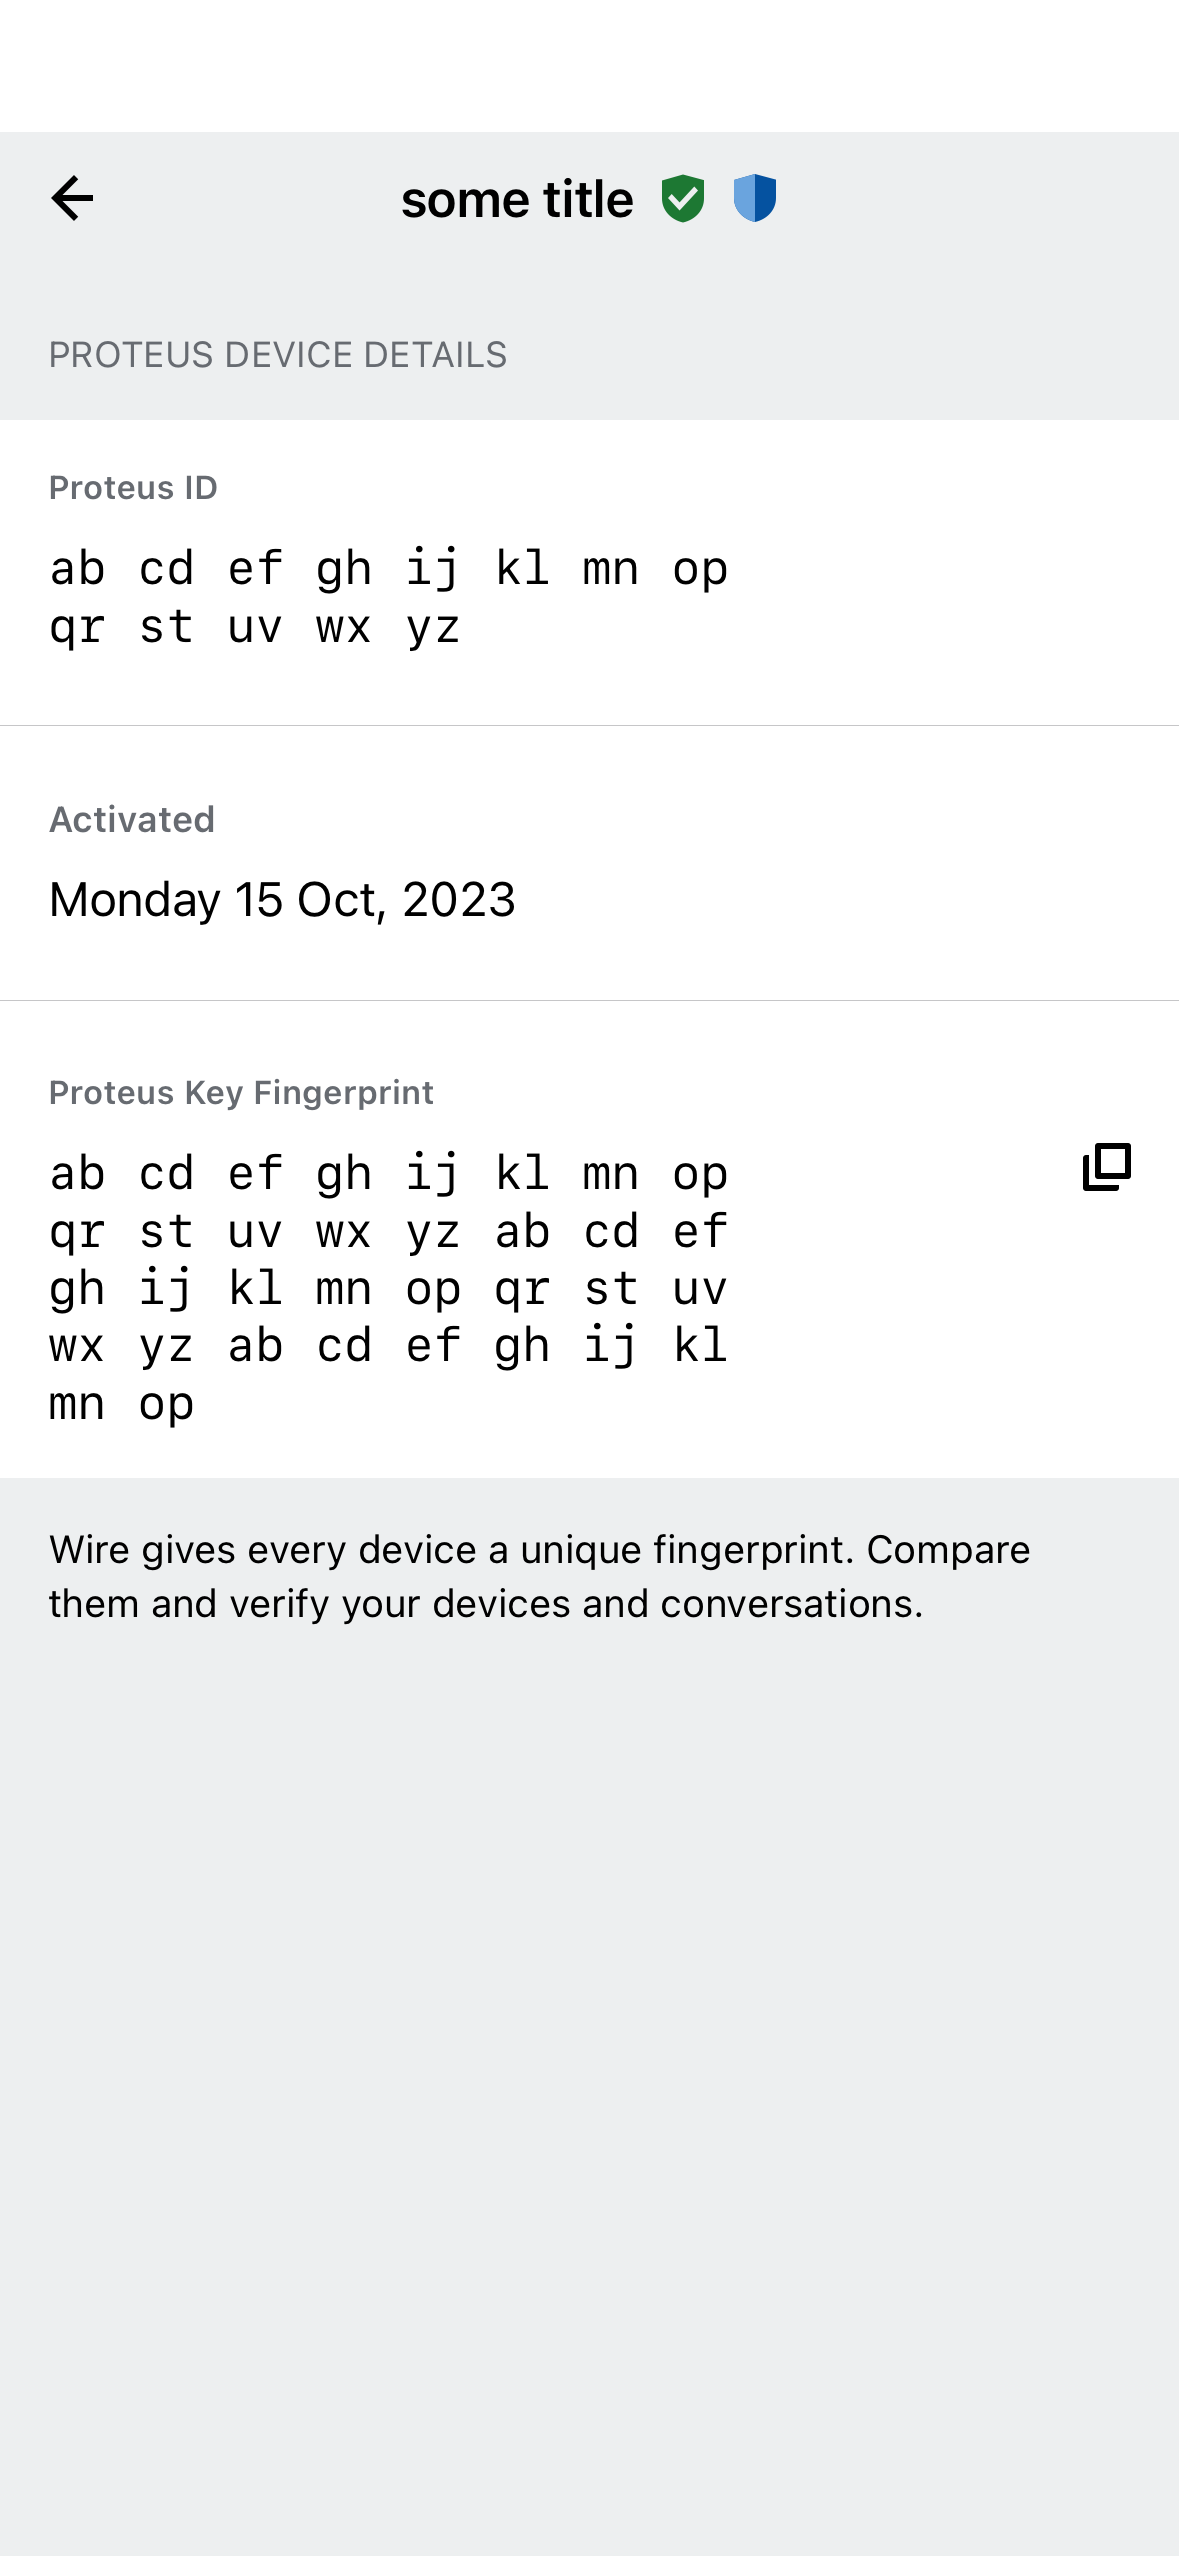 some title
PROTEUS DEVICE DETAILS
Proteus ID
ab cd ef gh ij kl mn op
qr st uv wx yz
Activated
Monday 15 Oct, 2023
Proteus Key Fingerprint
ab cd ef gh ij kl mn op
qr st uv wx yz ab cd ef
gh ij kl mn op qr st uv
wx yz ab cd ef gh ij kl
mn op
Wire gives every device a unique fingerprint. Compare
them and verify your devices and conversations.